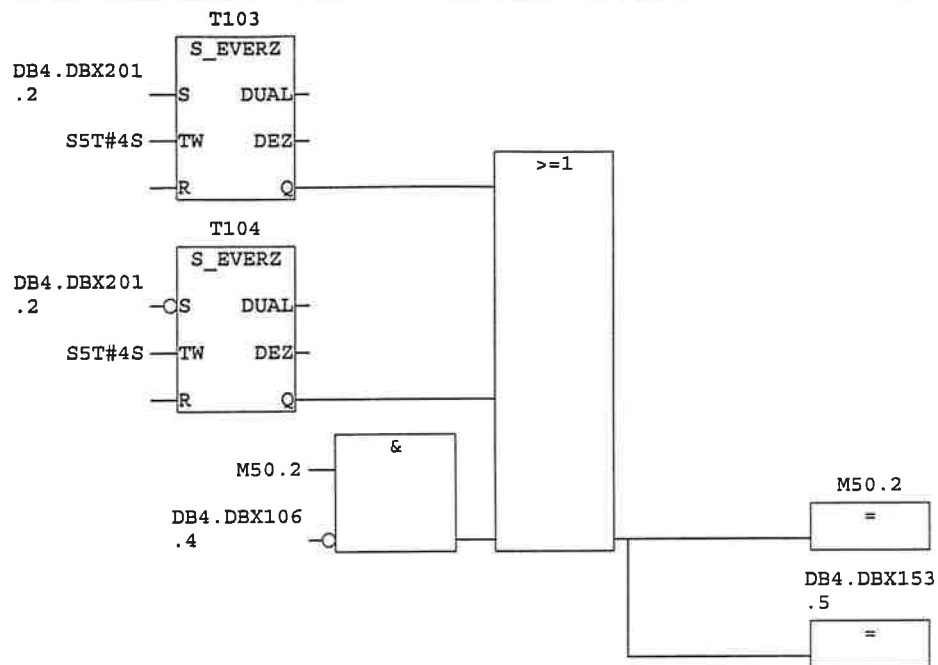 T103
S_EVERZ
DB4.DBX201
.2
S DUAL
S5T#4S TW DEZ
R Q
>=1
T104
S_EVERZ
DB4.DBX201
.2
S DUAL
S5T#4S TW DEZ
R Q
&
M50.2
DB4.DBX106
.4
M50.2
=
DB4.DBX153
.5
=